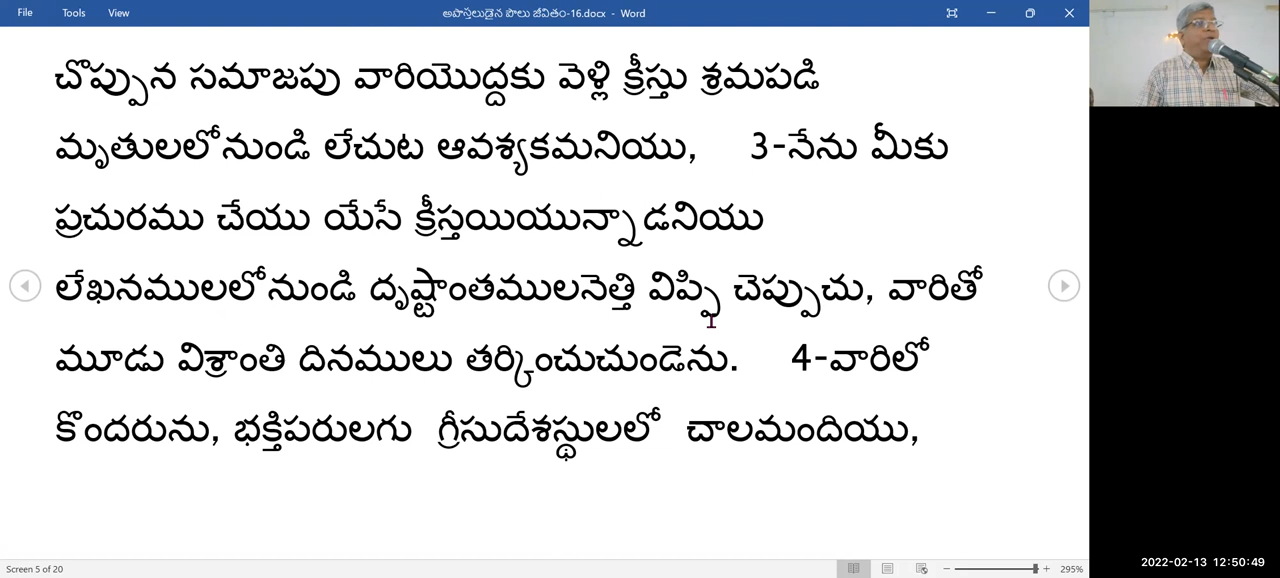 File Tools View అపొస్తలుడైన పౌలు జీవితం-16.docx - Word
చొప్పున సమాజపు వారియొద్దకు వెళ్లి క్రీస్తు శ్రమపడి
మృతులలోనుండి లేచుట ఆవశ్యకమనియు, 3-నేను మీకు
ప్రచురము చేయు యేసే క్రీస్తయియున్నాడనియు
లేఖనములలోనుండి దృష్టాంతములనెత్తి విప్పి చెప్పుచు, వారితో
మూడు విశ్రాంతి దినములు తర్కించుచుండెను. 4-వారిలో
కొందరును, భక్తిపరులగు గ్రీసుదేశస్థులలో చాలమందియు,
Screen 5 of 20
295%
2022-02-13 12:50:49